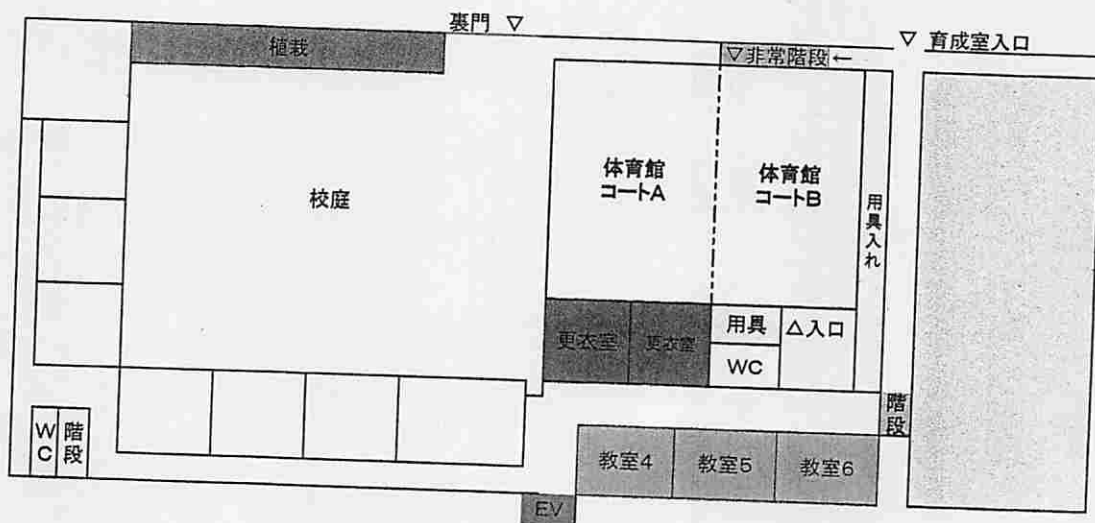 裏門 ▽
▽ 育成室入口
植栽
▽非常階段←
体育館
コートA
体育館
コートB
校庭
用具入れ
更衣室
更衣室
用具
△入口
WC
階段
WC
階段
教室4
教室5
教室6
EV